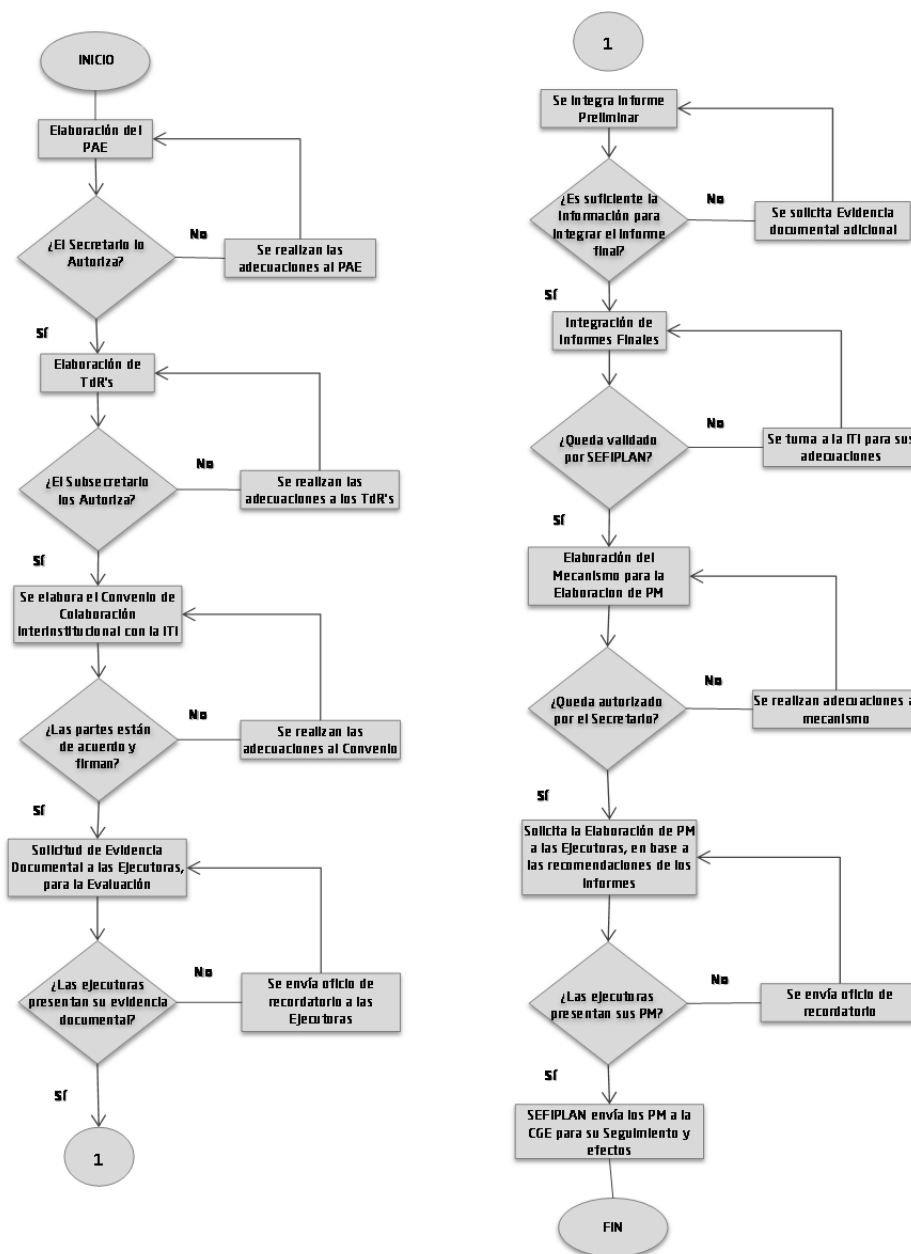 INICIO
Elaboración del
PAE
¿El Secretario lo
Autoriza?
No
Se realizan las
adecuaciones al PAE
SÍ
Elaboración de
TdR's
¿El Subsecretario
los Autoriza?
No
Se realizan las
adecuaciones a los TdR's
SÍ
Se elabora el Convenio de
Colaboración
Interinstitucional con la ITI
¿Las partes están
de acuerdo y
firman?
No
Se realizan las
adecuaciones al Convenio
SÍ
Solicitud de Evidencia
Documental a las Ejecutoras,
para la Evaluación
¿Las ejecutoras
presentan su evidencia
documental?
No
Se envía oficio de
recordatorio a las
Ejecutoras
SÍ
1
1
Se integra Informe
Preliminar
¿Es suficiente la
Información para
Integrar el Informe
final?
No
Se solicita Evidencia
documental adicional
SÍ
Integración de
Informes Finales
¿Queda validado
por SEFIPLAN?
No
Se turna a la ITI para sus
adecuaciones
SÍ
Elaboración del
Mecanismo para la
Elaboracion de PM
¿Queda autorizado
por el Secretario?
No
Se realizan adecuaciones a
mecanismo
SÍ
Solicita la Elaboración de PM
a las Ejecutoras, en base a
las recomendaciones de los
Informes
¿Las ejecutoras
presentan sus PM?
No
Se envía oficio de
recordatorio
SÍ
SEFIPLAN envía los PM a la
CGE para su Seguimiento y
efectos
FIN